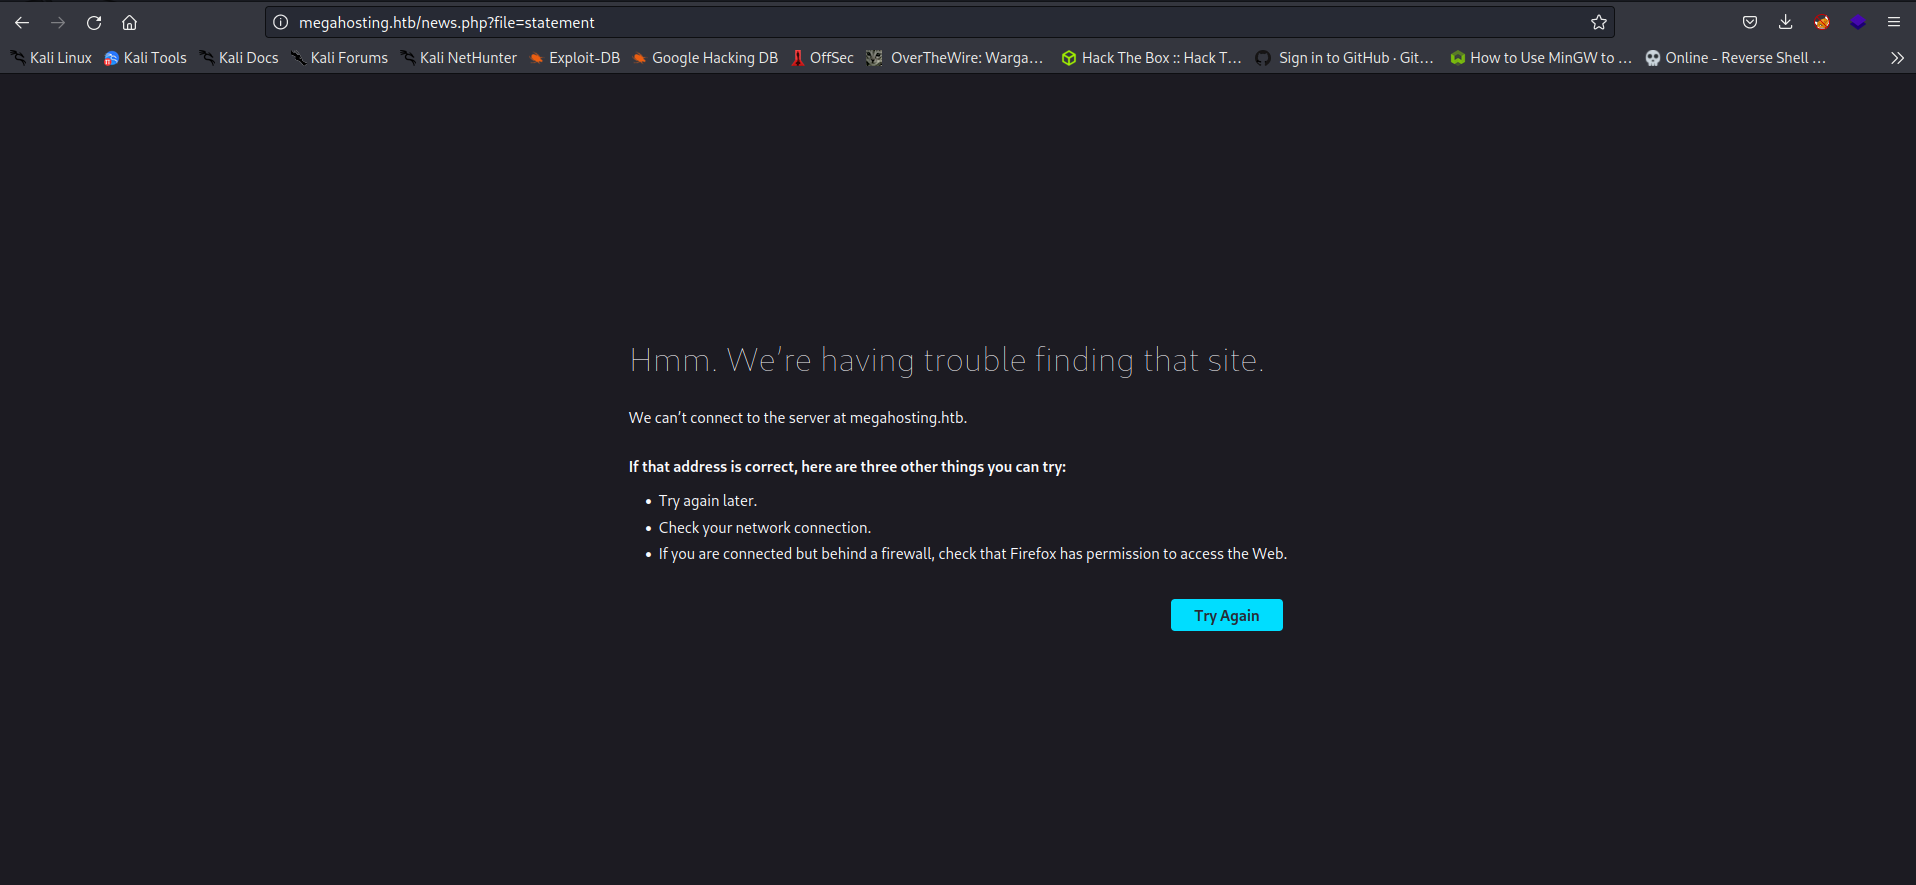 megahosting.htb/news.php?file=statement
Kali Linux Kali Tools Kali Docs Kali Forums Kali NetHunter Exploit-DB Google Hacking DB OffSec OverTheWire: Warga… Hack The Box :: Hack T… Sign in to GitHub · Git… How to Use MinGW to … Online - Reverse Shell …
Hmm. We’re having trouble finding that site.
We can’t connect to the server at megahosting.htb.
If that address is correct, here are three other things you can try:
• Try again later.
• Check your network connection.
• If you are connected but behind a firewall, check that Firefox has permission to access the Web.
Try Again